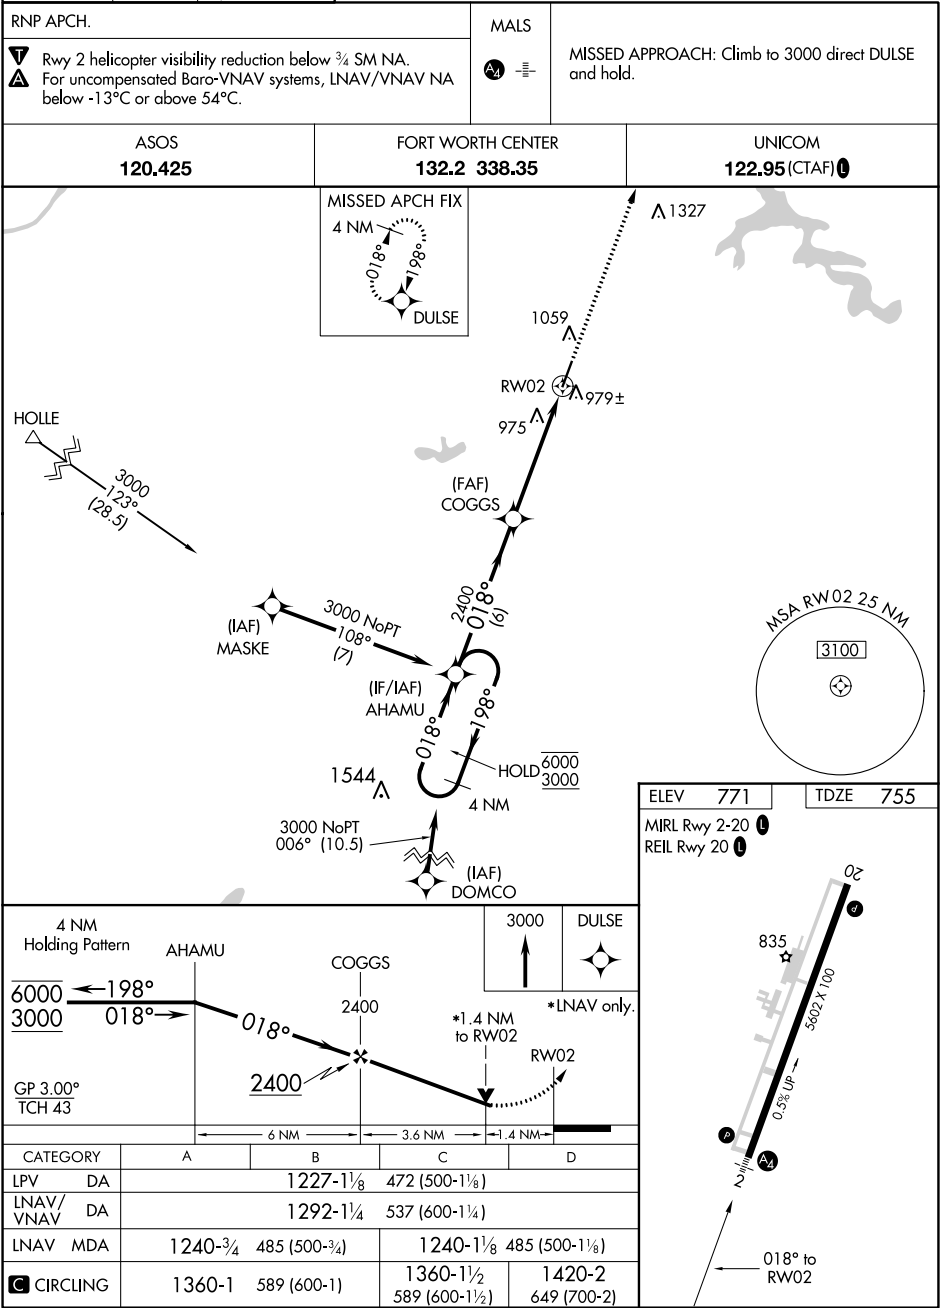 RNP APCH.
T Rwy 2 helicopter visibility reduction below ¾ SM NA.
A For uncompensated Baro-VNAV systems, LNAV/VNAV NA
below -13°C or above 54°C.
MALS
A4
MISSED APPROACH: Climb to 3000 direct DULSE
and hold.
ASOS
120.425
FORT WORTH CENTER
132.2 338.35
UNICOM
122.95 (CTAF) L
MISSED APCH FIX
4 NM
018°
198°
DULSE
1327
1059
RW02
979±
975
HOLLE
3000
123°
(28.5)
(FAF)
COGGS
2400
018°
(6)
(IAF)
MASKE
3000 NoPT
108°
(7)
(IF/IAF)
AHAMU
018°
198°
HOLD 6000
3000
4 NM
1544
3000 NoPT
006° (10.5)
(IAF)
DOMCO
MSA RW02 25 NM
3100
ELEV 771
TDZE 755
MIRL Rwy 2-20 L
REIL Rwy 20 L
20
P
835
5602 X 100
0.5% UP
P
A4
2
018° to
RW02
4 NM
Holding Pattern
AHAMU
COGGS
2400
3000
DULSE
*LNAV only.
6000
3000
198°
018°
018°
2400
*1.4 NM
to RW02
RW02
GP 3.00°
TCH 43
6 NM
3.6 NM
1.4 NM
CATEGORY A B C D
LPV DA 1227-1⅛ 472 (500-1⅛)
LNAV/
VNAV DA 1292-1¼ 537 (600-1¼)
LNAV MDA 1240-¾ 485 (500-¾) 1240-1⅛ 485 (500-1⅛)
C CIRCLING 1360-1 589 (600-1) 1360-1½ 589 (600-1½) 1420-2 649 (700-2)